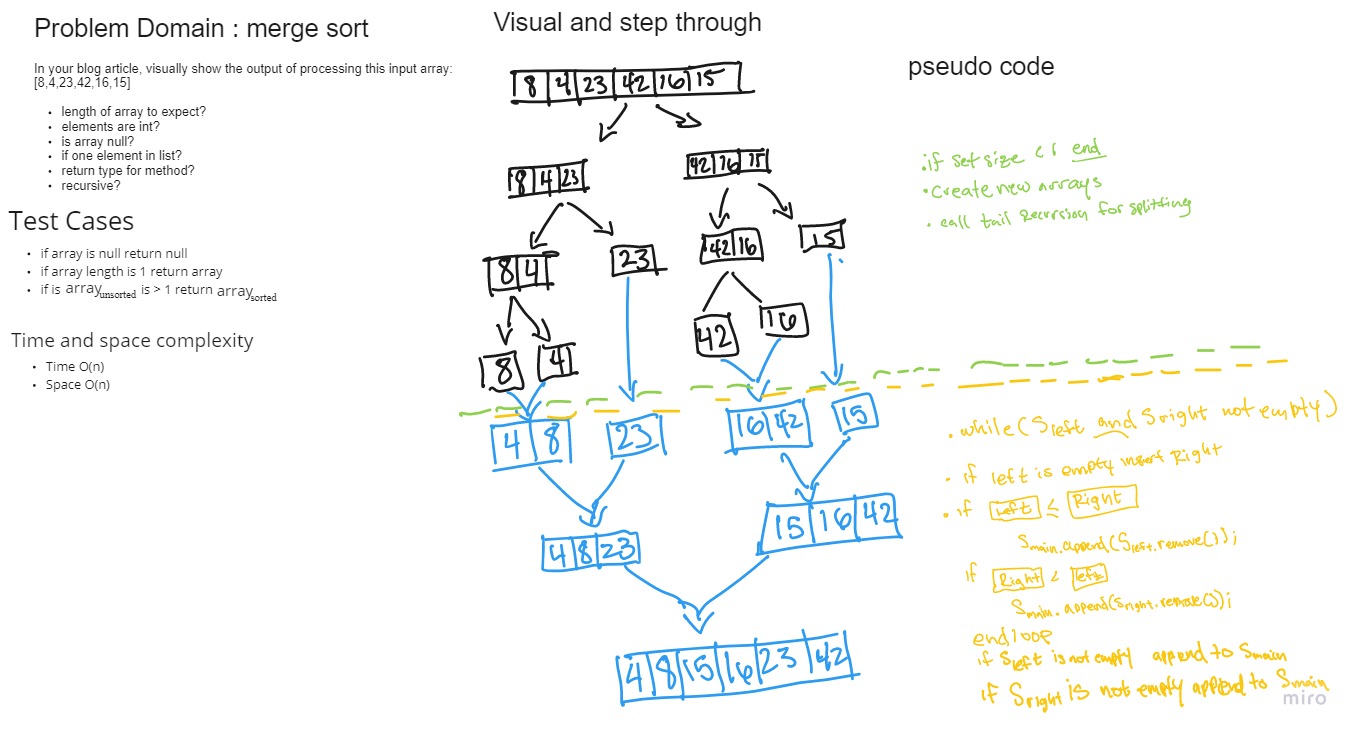 Problem Domain : merge sort
In your blog article, visually show the output of processing this input array:
[8,4,23,42,16,15]
• length of array to expect?
• elements are int?
• is array null?
• if one element in list?
• return type for method?
• recursive?
Test Cases
• if array is null return null
• if array length is 1 return array
• if is array unsorted is > 1 return array sorted
Time and space complexity
• Time O(n)
• Space O(n)
Visual and step through
8 4 23 42 16 15
8 4 23
42 16 15
8 4
23
42 16
15
8
4
42
16
4 8
23
16 42
15
4 8 23
15 16 42
4 8 15 16 23 42
pseudo code
. if set size end
• create new arrays
• call tail recursion for splitting
. while (S left and S right not empty)
• if left is empty insert Right
• if Left ≤ Right
Smain.append(Sleft.remove());
if Right < left
Smain.append(Sright.remove());
end loop
if Sleft is not empty append to Smain
if Sright is not empty append to Smain
miro